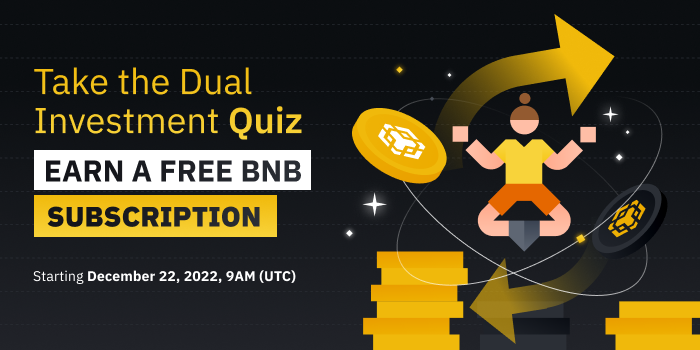 Take the Dual
Investment Quiz
EARN A FREE BNB
SUBSCRIPTION
Starting December 22, 2022, 9AM (UTC)